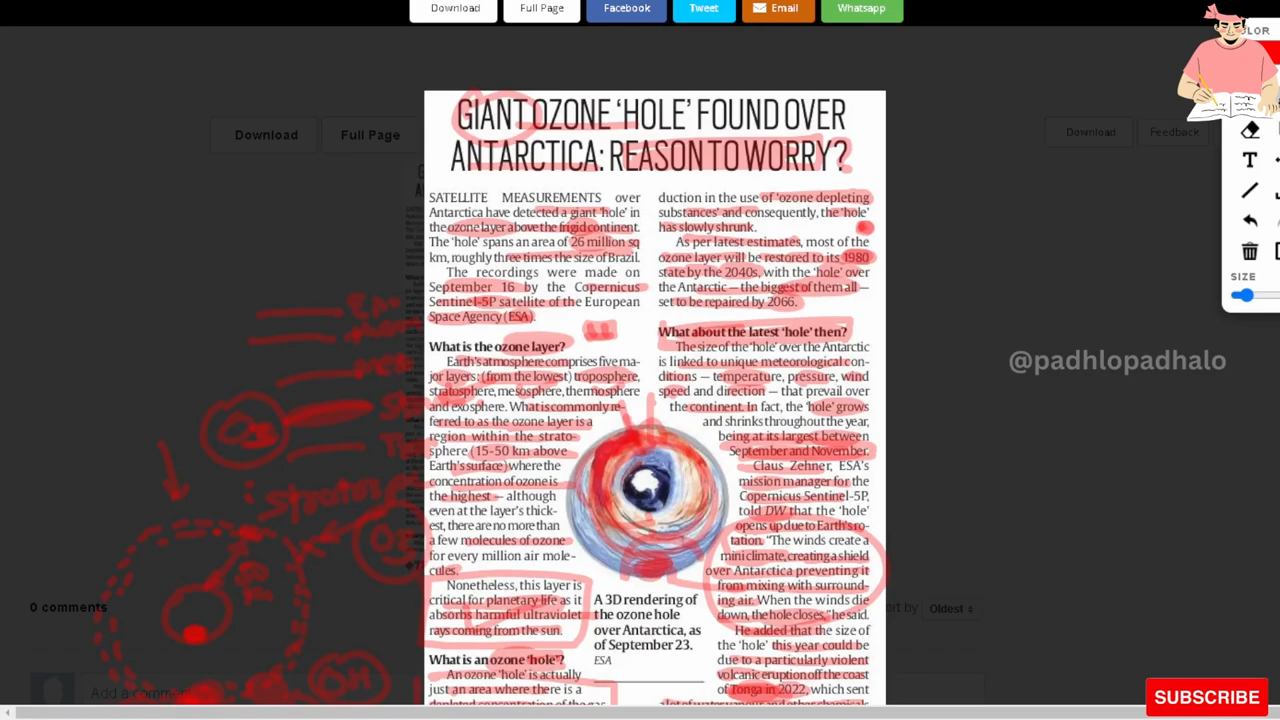 Download
Full Page
Facebook
Tweet
Email
Whatsapp
LOR
Download
Full Page
Download
Feedback
T
SIZE
GIANT OZONE ‘HOLE’ FOUND OVER
ANTARCTICA: REASON TO WORRY?
SATELLITE MEASUREMENTS over
Antarctica have detected a giant ‘hole’ in
the ozone layer above the frigid continent.
The ‘hole’ spans an area of 26 million sq
km, roughly three times the size of Brazil.
The recordings were made on
September 16 by the Copernicus
Sentinel-5P satellite of the European
Space Agency (ESA).
What is the ozone layer?
Earth’s atmosphere comprises five ma-
jor layers: (from the lowest) troposphere,
stratosphere, mesosphere, thermosphere
and exosphere. What is commonly re-
ferred to as the ozone layer is a
region within the strato-
sphere (15-50 km above
Earth’s surface) where the
concentration of ozone is
the highest — although
even at the layer’s thick-
est, there are no more than
a few molecules of ozone
for every million air mole-
cules.
Nonetheless, this layer is
critical for planetary life as it
absorbs harmful ultraviolet
rays coming from the sun.
What is an ozone ‘hole’?
An ozone ‘hole’ is actually
just an area where there is a
depleted concentration of the gas.
A 3D rendering of
the ozone hole
over Antarctica, as
of September 23.
ESA
duction in the use of ‘ozone depleting
substances’ and consequently, the ‘hole’
has slowly shrunk.
As per latest estimates, most of the
ozone layer will be restored to its 1980
state by the 2040s, with the ‘hole’ over
the Antarctic — the biggest of them all —
set to be repaired by 2066.
What about the latest ‘hole’ then?
The size of the ‘hole’ over the Antarctic
is linked to unique meteorological con-
ditions — temperature, pressure, wind
speed and direction — that prevail over
the continent. In fact, the ‘hole’ grows
and shrinks throughout the year,
being at its largest between
September and November.
Claus Zehner, ESA’s
mission manager for the
Copernicus Sentinel-5P,
told DW that the ‘hole’
opens up due to Earth’s ro-
tation. “The winds create a
mini climate, creating a shield
over Antarctica preventing it
from mixing with surround-
ing air. When the winds die
down, the hole closes,” he said.
He added that the size of
the ‘hole’ this year could be
due to a particularly violent
volcanic eruption off the coast
of Tonga in 2022, which sent
a lot of water vapour and other chemicals
@padhlopadhalo
0 comments
ort by
Oldest
Add a comment
SUBSCRIBE